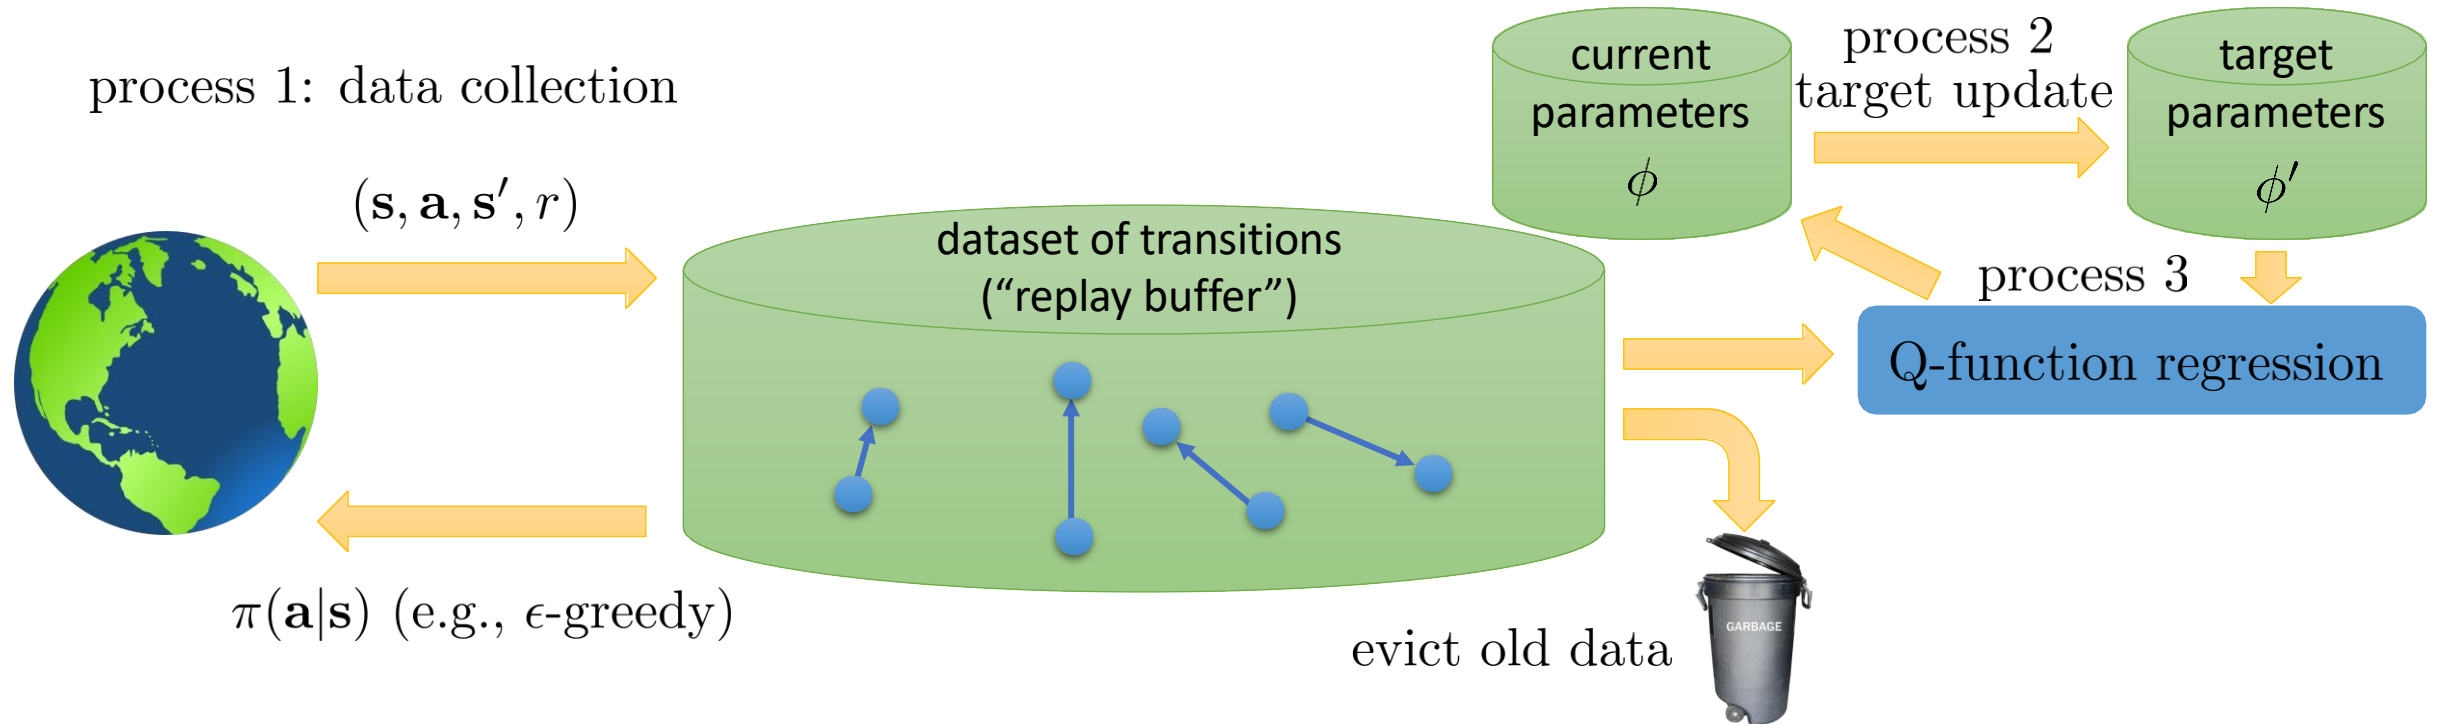 process 1: data collection
(s, a, s′, r)
π(a|s) (e.g., ϵ-greedy)
dataset of transitions
(“replay buffer”)
current
parameters
ϕ
process 2
target update
target
parameters
ϕ′
process 3
Q-function regression
evict old data
GARBAGE